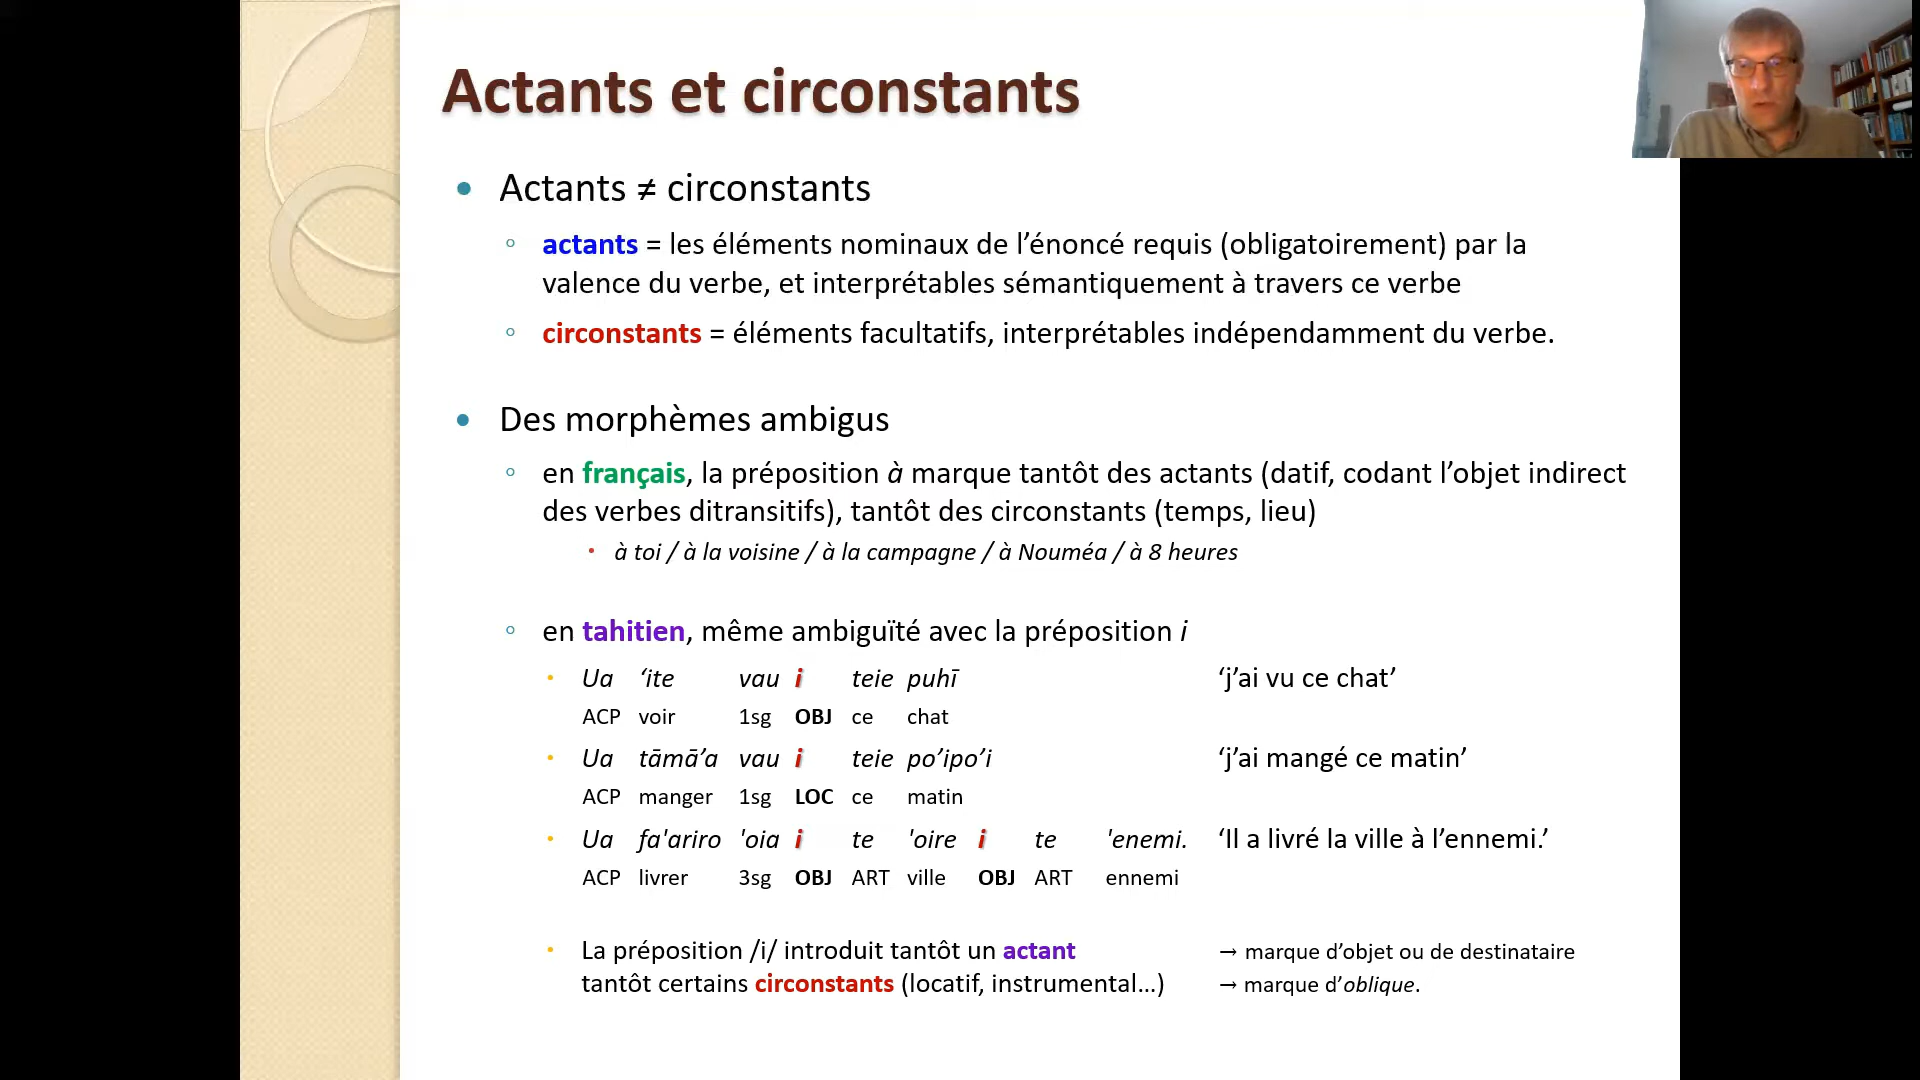 Actants et circonstants
• Actants ≠ circonstants
◦ actants = les éléments nominaux de l’énoncé requis (obligatoirement) par la
valence du verbe, et interprétables sémantiquement à travers ce verbe
◦ circonstants = éléments facultatifs, interprétables indépendamment du verbe.
• Des morphèmes ambigus
◦ en français, la préposition à marque tantôt des actants (datif, codant l’objet indirect
des verbes ditransitifs), tantôt des circonstants (temps, lieu)
• à toi / à la voisine / à la campagne / à Nouméa / à 8 heures
◦ en tahitien, même ambiguïté avec la préposition i
• Ua ‘ite vau i teie puhī ‘j’ai vu ce chat’
ACP voir 1sg OBJ ce chat
• Ua tāmā’a vau i teie po’ipo’i ‘j’ai mangé ce matin’
ACP manger 1sg LOC ce matin
• Ua fa'ariro 'oia i te 'oire i te 'enemi. ‘Il a livré la ville à l’ennemi.’
ACP livrer 3sg OBJ ART ville OBJ ART ennemi
• La préposition /i/ introduit tantôt un actant → marque d’objet ou de destinataire
tantôt certains circonstants (locatif, instrumental…) → marque d’oblique.